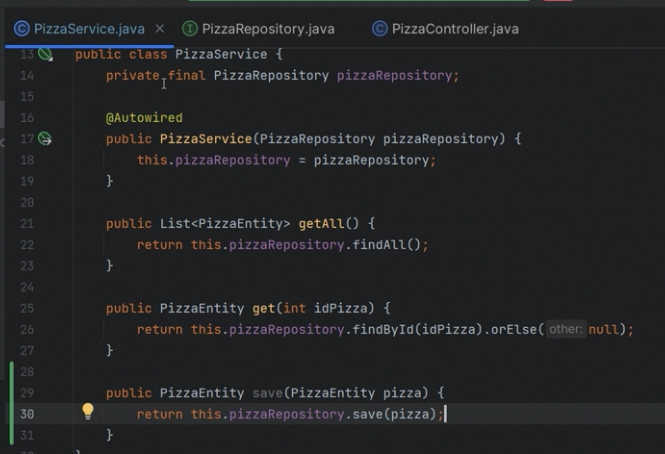 PizzaService.java PizzaRepository.java PizzaController.java
13 public class PizzaService {
14 private final PizzaRepository pizzaRepository;
15
16 @Autowired
17 public PizzaService(PizzaRepository pizzaRepository) {
18 this.pizzaRepository = pizzaRepository;
19 }
20
21 public List<PizzaEntity> getAll() {
22 return this.pizzaRepository.findAll();
23 }
24
25 public PizzaEntity get(int idPizza) {
26 return this.pizzaRepository.findById(idPizza).orElse( other: null);
27 }
28
29 public PizzaEntity save(PizzaEntity pizza) {
30 return this.pizzaRepository.save(pizza);
31 }